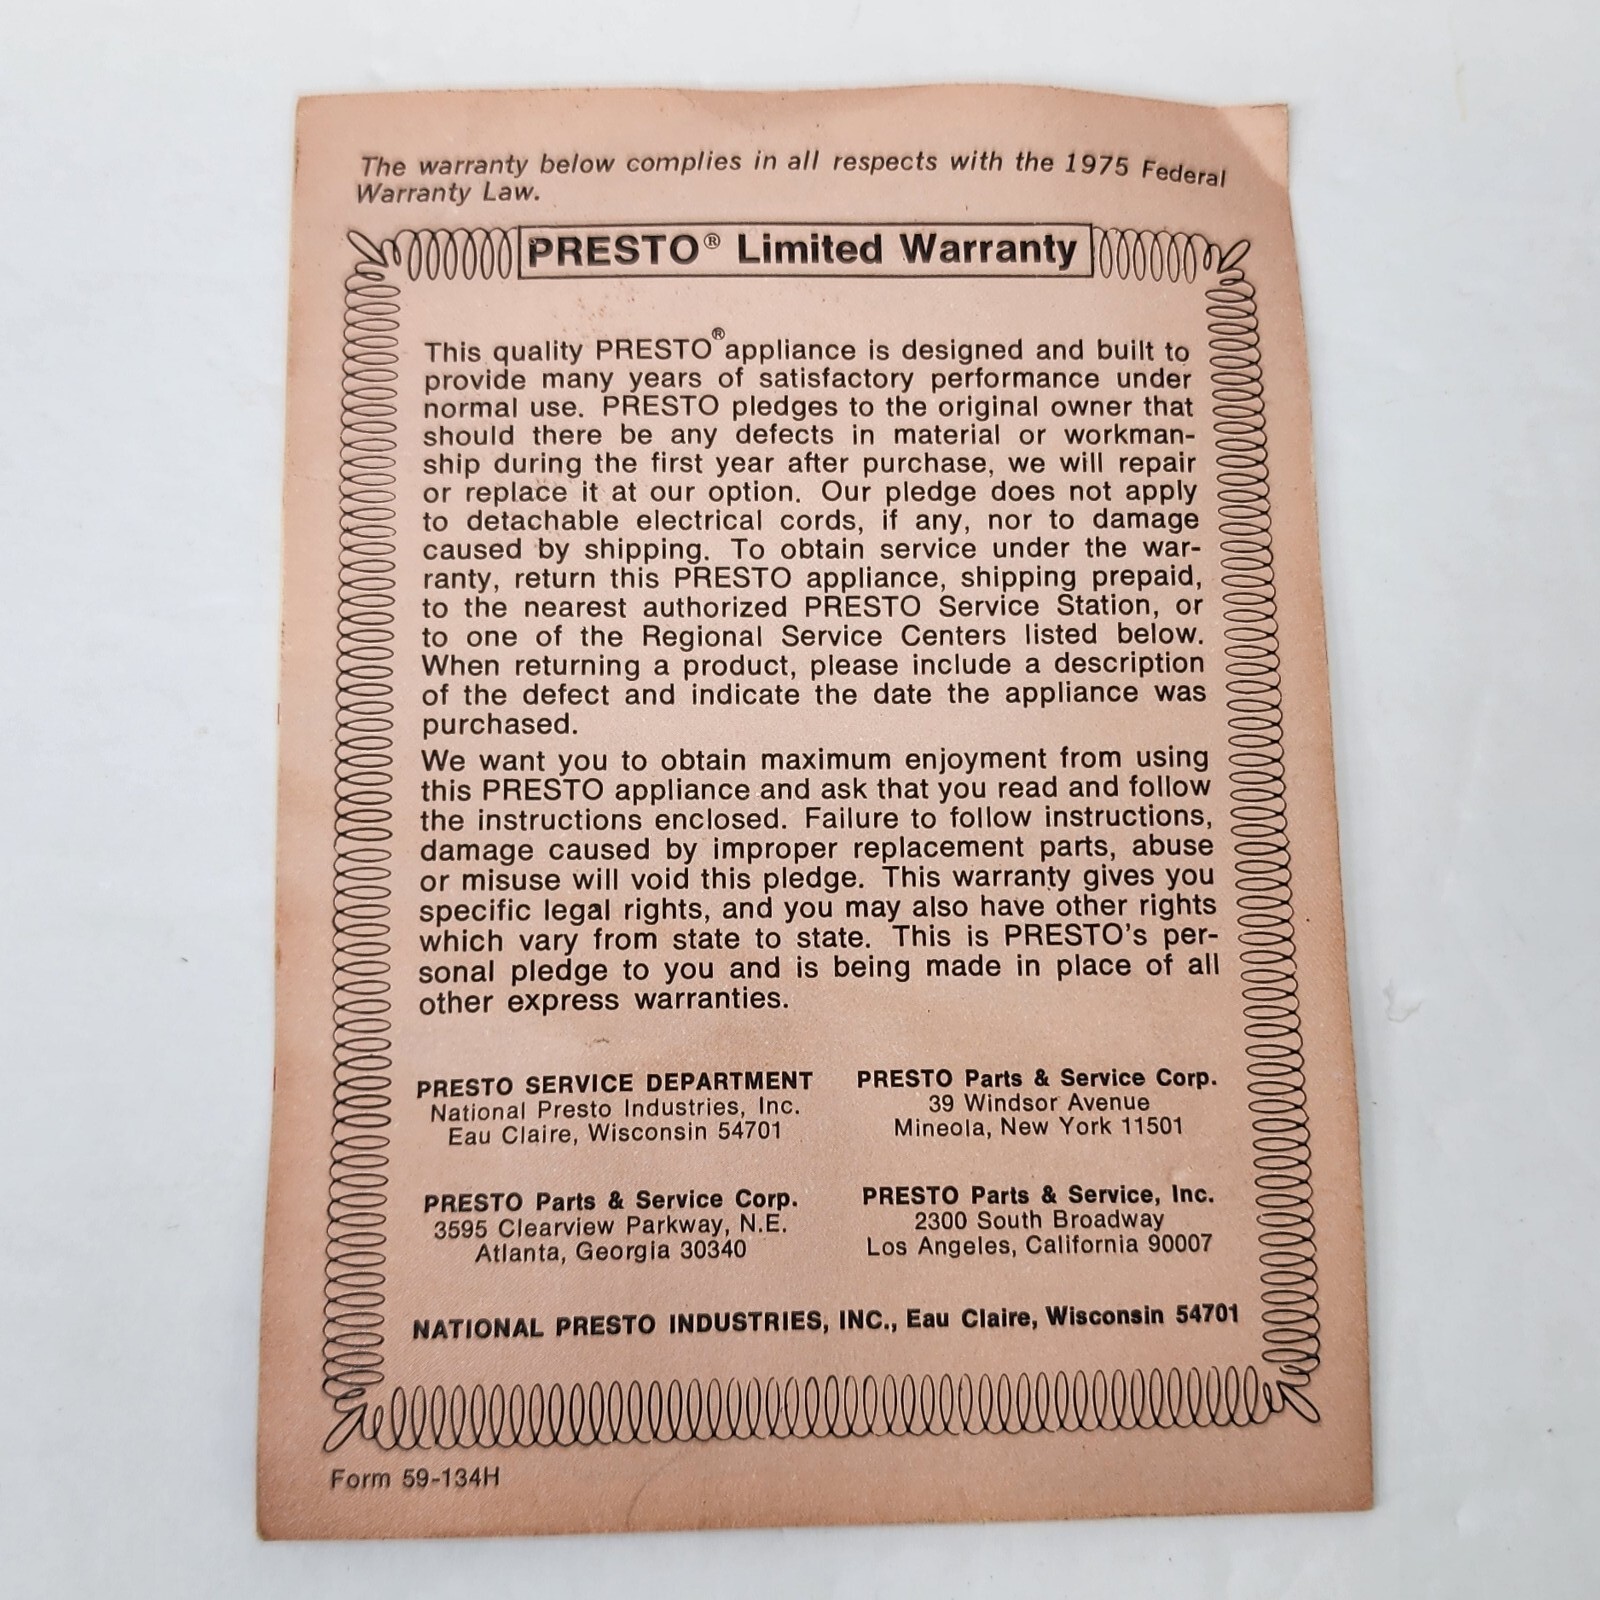 The warranty below complies in all respects with the 1975 Federal
Warranty Law.
PRESTO® Limited Warranty
This quality PRESTO® appliance is designed and built to
provide many years of satisfactory performance under
normal use. PRESTO pledges to the original owner that
should there be any defects in material or workman-
ship during the first year after purchase, we will repair
or replace it at our option. Our pledge does not apply
to detachable electrical cords, if any, nor to damage
caused by shipping. To obtain service under the war-
ranty, return this PRESTO appliance, shipping prepaid,
to the nearest authorized PRESTO Service Station, or
to one of the Regional Service Centers listed below.
When returning a product, please include a description
of the defect and indicate the date the appliance was
purchased.
We want you to obtain maximum enjoyment from using
this PRESTO appliance and ask that you read and follow
the instructions enclosed. Failure to follow instructions,
damage caused by improper replacement parts, abuse
or misuse will void this pledge. This warranty gives you
specific legal rights, and you may also have other rights
which vary from state to state. This is PRESTO's per-
sonal pledge to you and is being made in place of all
other express warranties.
PRESTO SERVICE DEPARTMENT
National Presto Industries, Inc.
Eau Claire, Wisconsin 54701
PRESTO Parts & Service Corp.
39 Windsor Avenue
Mineola, New York 11501
PRESTO Parts & Service Corp.
3595 Clearview Parkway, N.E.
Atlanta, Georgia 30340
PRESTO Parts & Service, Inc.
2300 South Broadway
Los Angeles, California 90007
NATIONAL PRESTO INDUSTRIES, INC., Eau Claire, Wisconsin 54701
Form 59-134H